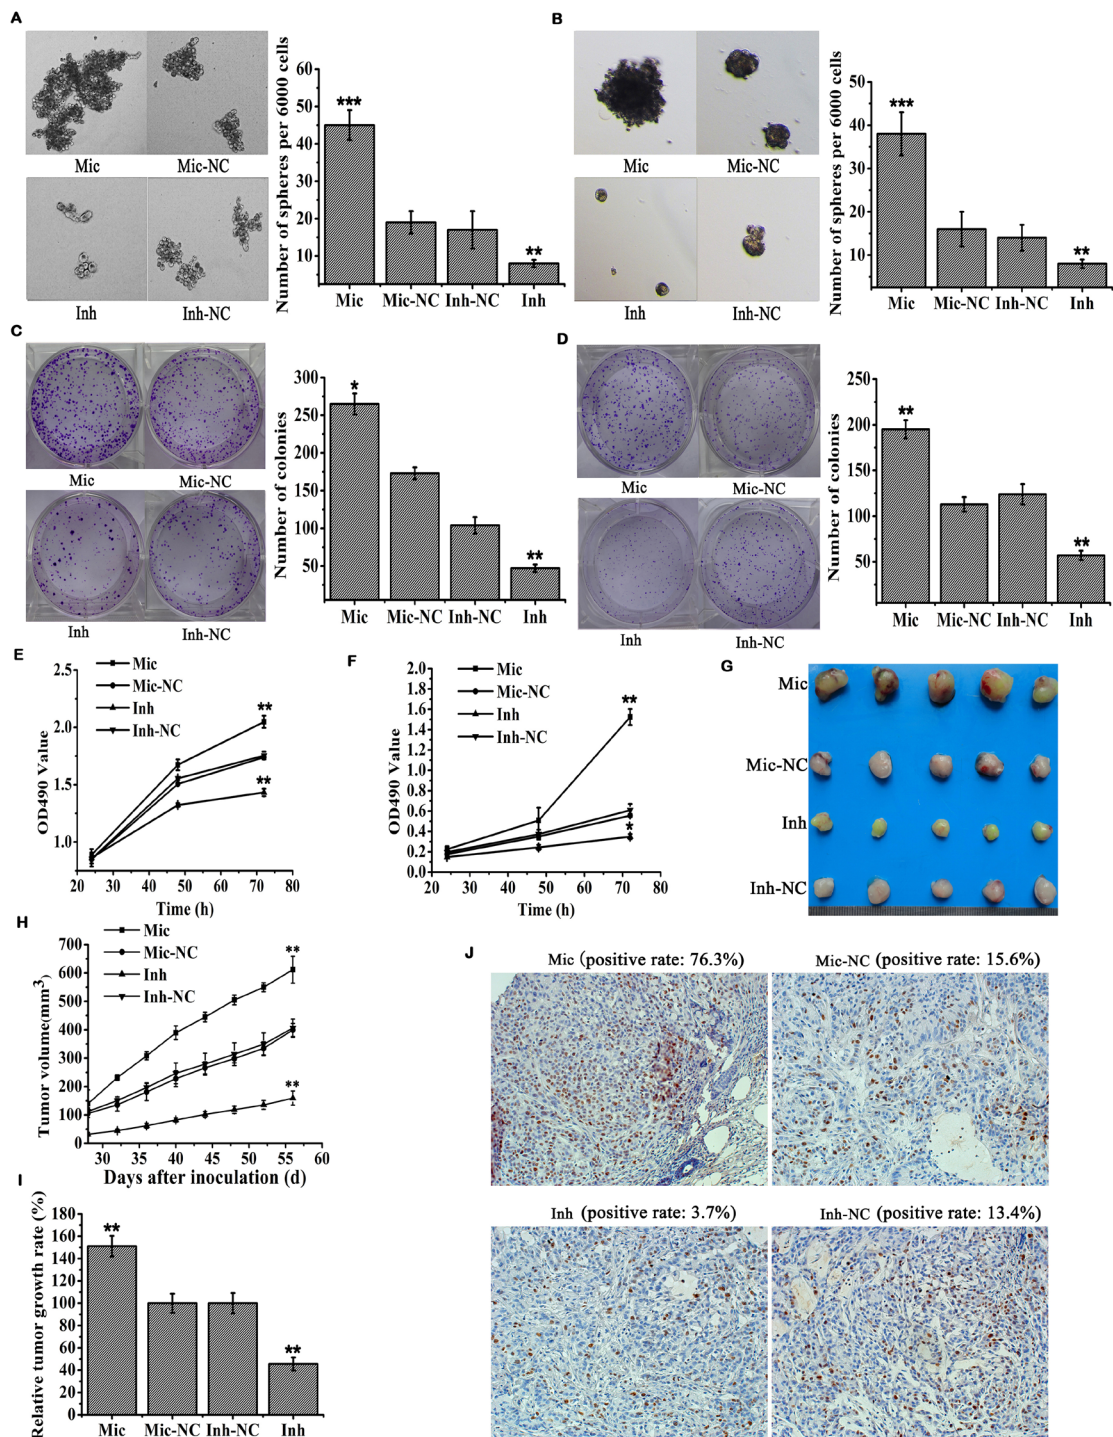 A
Mic
Mic-NC
Inh
Inh-NC
Number of spheres per 6000 cells
60
50
40
30
20
10
***
**
Mic
Mic-NC
Inh-NC
Inh
B
Mic
Mic-NC
Inh
Inh-NC
Number of spheres per 6000 cells
50
40
30
20
10
***
**
Mic
Mic-NC
Inh-NC
Inh
C
Mic
Mic-NC
Inh
Inh-NC
Number of colonies
300
250
200
150
100
50
*
**
Mic
Mic-NC
Inh-NC
Inh
D
Mic
Mic-NC
Inh
Inh-NC
Number of colonies
250
200
150
100
50
**
**
Mic
Mic-NC
Inh-NC
Inh
E
Mic
Mic-NC
Inh
Inh-NC
OD490 Value
2.5
2.0
1.5
1.0
**
**
20 30 40 50 60 70 80
Time (h)
F
Mic
Mic-NC
Inh
Inh-NC
OD490 Value
2.0
1.8
1.6
1.4
1.2
1.0
0.8
0.6
0.4
0.2
0.0
**
*
20 30 40 50 60 70 80
Time (h)
G
Mic
Mic-NC
Inh
Inh-NC
H
Mic
Mic-NC
Inh
Inh-NC
Tumor volume(mm3)
700
600
500
400
300
200
100
0
**
**
28 32 36 40 44 48 52 56 60
Days after inoculation (d)
I
Relative tumor growth rate (%)
180
160
140
120
100
80
60
40
20
0
**
**
Mic
Mic-NC
Inh-NC
Inh
J
Mic (positive rate: 76.3%)
Mic-NC (positive rate: 15.6%)
Inh (positive rate: 3.7%)
Inh-NC (positive rate: 13.4%)